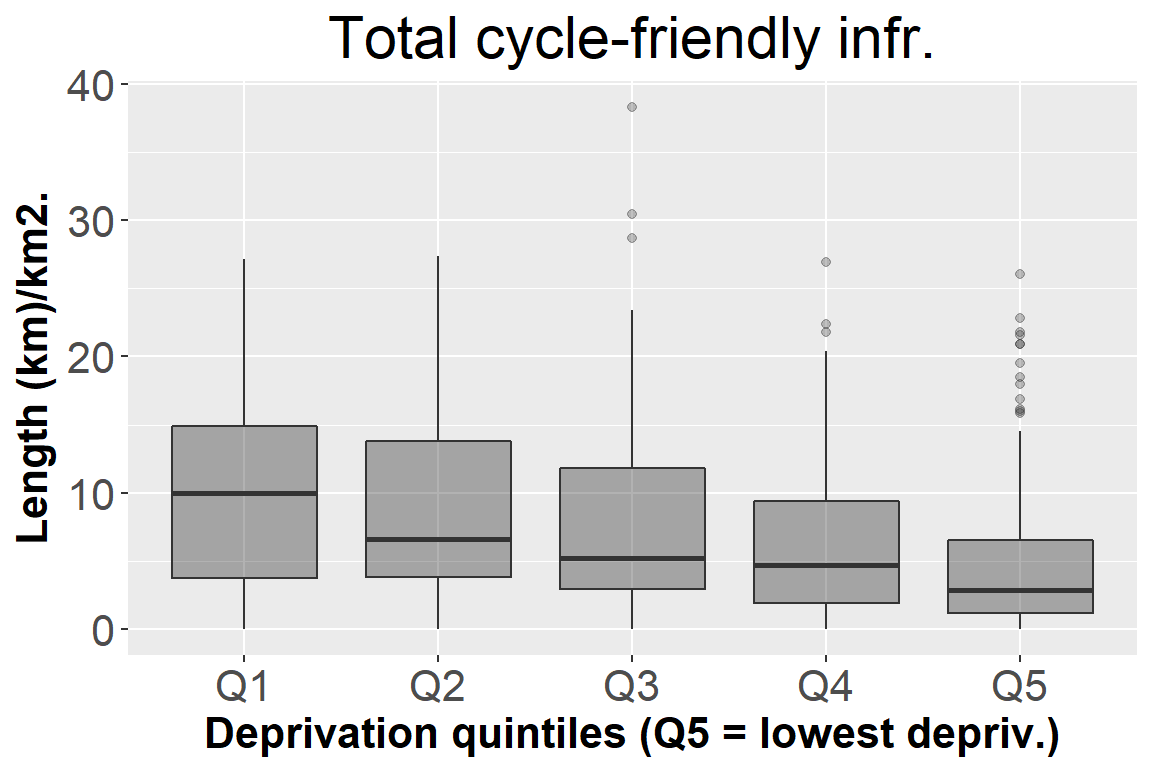 Total cycle-friendly infr.
Length (km)/km2.
40
30
20
10
0
Q1 Q2 Q3 Q4 Q5
Deprivation quintiles (Q5 = lowest depriv.)